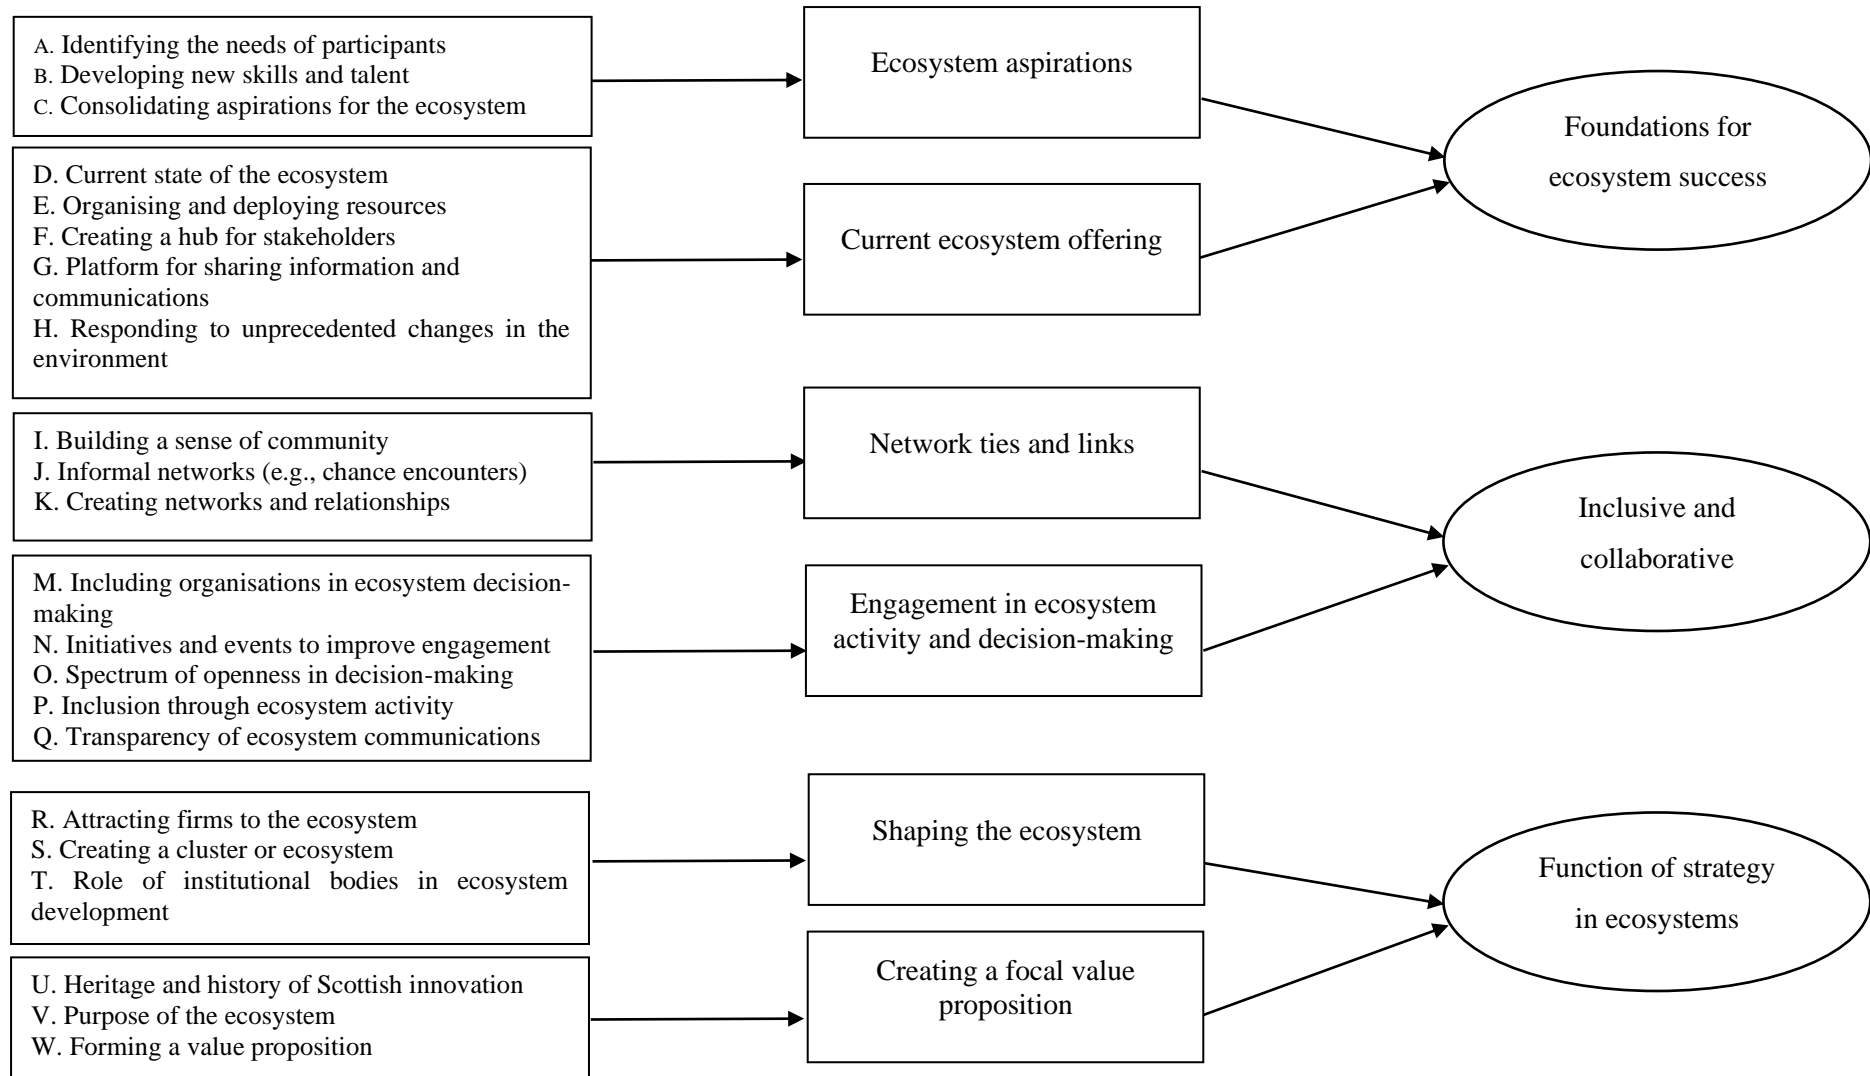 A. Identifying the needs of participants
B. Developing new skills and talent
C. Consolidating aspirations for the ecosystem
D. Current state of the ecosystem
E. Organising and deploying resources
F. Creating a hub for stakeholders
G. Platform for sharing information and
communications
H. Responding to unprecedented changes in the
environment
I. Building a sense of community
J. Informal networks (e.g., chance encounters)
K. Creating networks and relationships
M. Including organisations in ecosystem decision-
making
N. Initiatives and events to improve engagement
O. Spectrum of openness in decision-making
P. Inclusion through ecosystem activity
Q. Transparency of ecosystem communications
R. Attracting firms to the ecosystem
S. Creating a cluster or ecosystem
T. Role of institutional bodies in ecosystem
development
U. Heritage and history of Scottish innovation
V. Purpose of the ecosystem
W. Forming a value proposition
Ecosystem aspirations
Current ecosystem offering
Network ties and links
Engagement in ecosystem
activity and decision-making
Shaping the ecosystem
Creating a focal value
proposition
Foundations for
ecosystem success
Inclusive and
collaborative
Function of strategy
in ecosystems